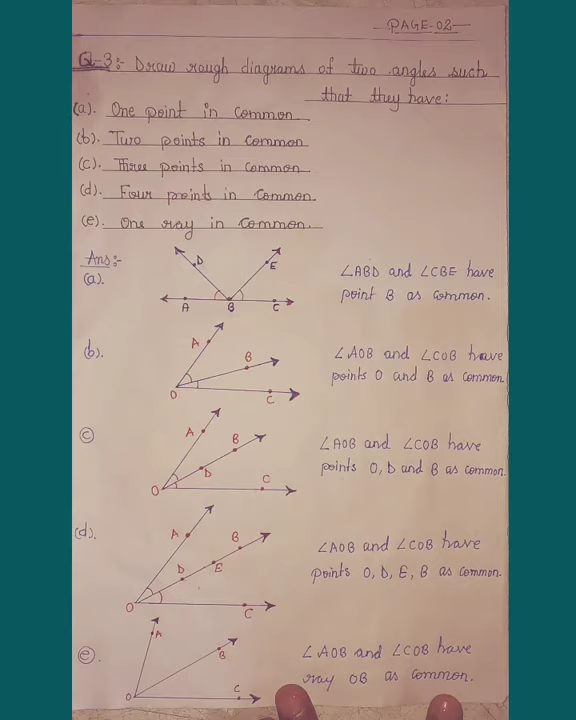 PAGE-02
Q-3:- Draw rough diagrams of two angles such
that they have:
(a). One point in common.
(b). Two points in common
(c). Three points in common.
(d). Four points in common.
(e). One ray in common.
Ans:-
(a).
D
E
A
B
C
∠ABD and ∠CBE have
point B as common.
(b).
A
B
O
C
∠AOB and ∠COB have
points O and B as common.
(c)
A
B
D
O
C
∠AOB and ∠COB have
points O, D and B as common.
(d).
A
B
D
E
O
C
∠AOB and ∠COB have
points O, D, E, B as common.
(e).
A
B
O
C
∠AOB and ∠COB have
ray OB as common.